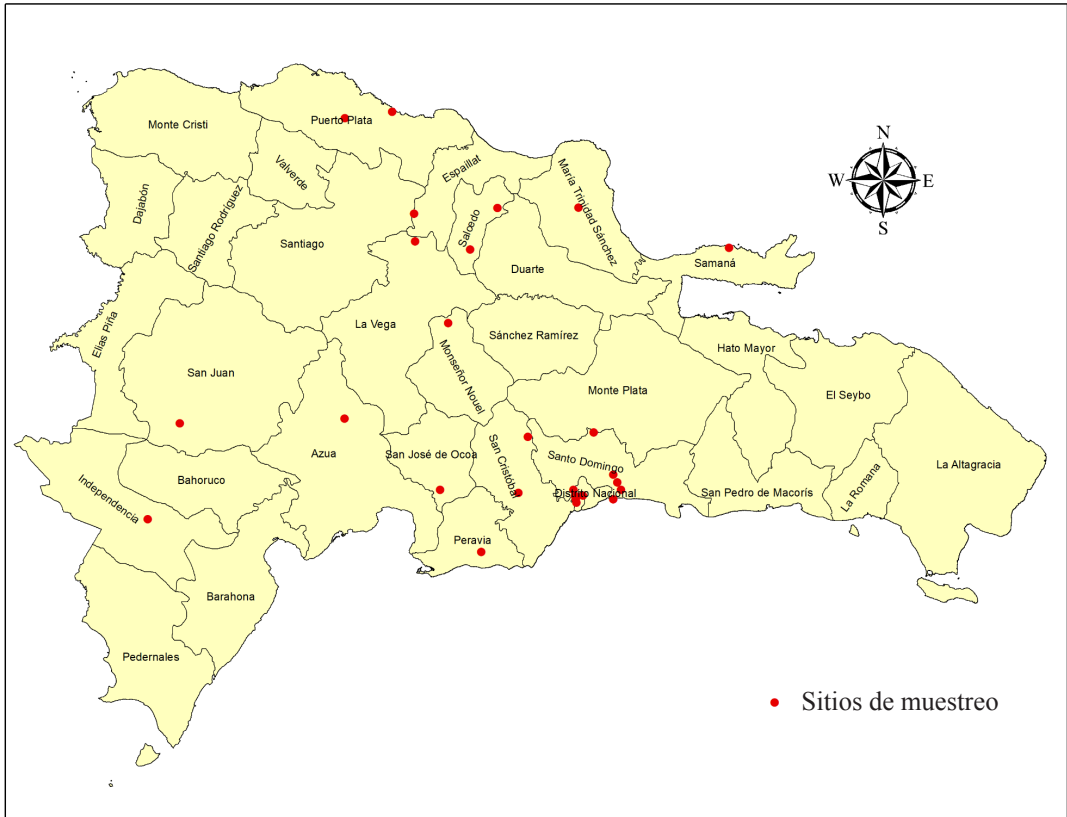 Monte Cristi
Puerto Plata
Valverde
Espaillat
María Trinidad Sánchez
Dajabón
Santiago Rodríguez
Santiago
Salcedo
Duarte
Samaná
N
W
E
S
Elías Piña
La Vega
Sánchez Ramírez
Hato Mayor
San Juan
Monseñor Nouel
Monte Plata
El Seybo
Azua
San José de Ocoa
San Cristóbal
Santo Domingo
La Altagracia
Bahoruco
Independencia
Distrito Nacional
San Pedro de Macorís
La Romana
Peravia
Barahona
Pedernales
Sitios de muestreo